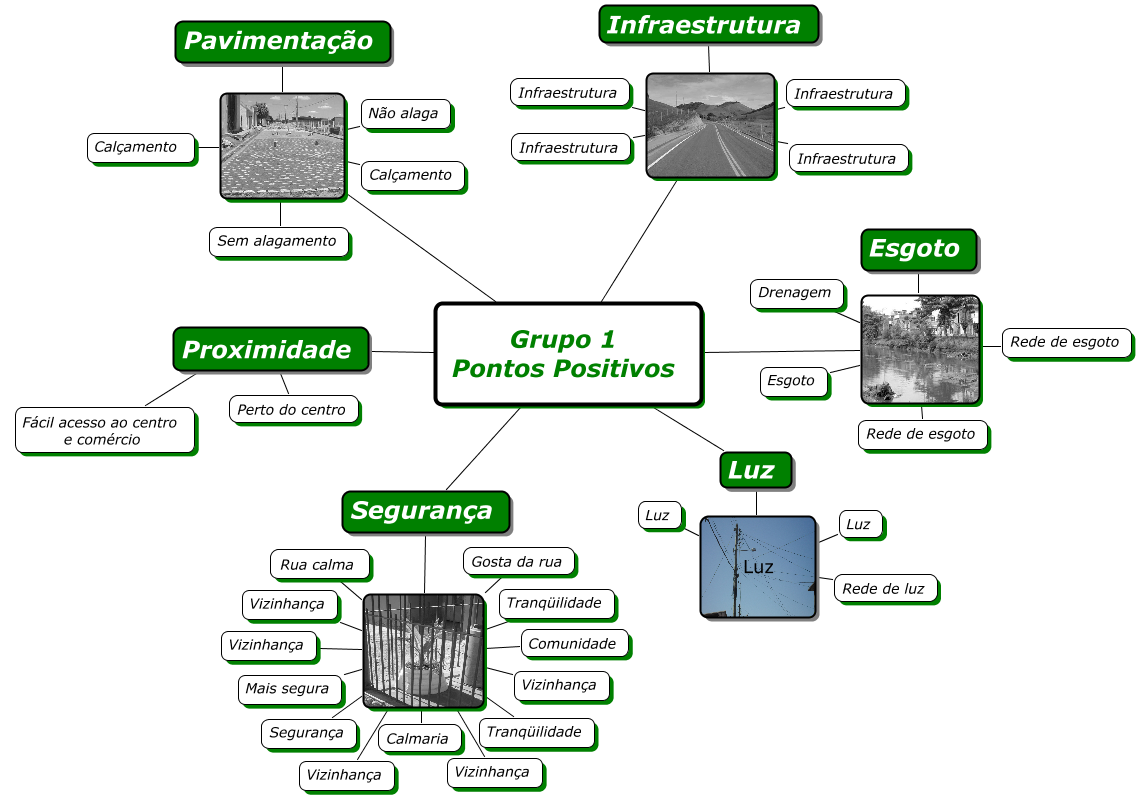 Pavimentação
Não alaga
Calçamento
Calçamento
Sem alagamento
Infraestrutura
Infraestrutura
Infraestrutura
Infraestrutura
Infraestrutura
Esgoto
Drenagem
Rede de esgoto
Esgoto
Rede de esgoto
Grupo 1
Pontos Positivos
Proximidade
Fácil acesso ao centro
e comércio
Perto do centro
Luz
Luz
Luz
Luz
Rede de luz
Segurança
Rua calma
Gosta da rua
Vizinhança
Tranqüilidade
Vizinhança
Comunidade
Mais segura
Vizinhança
Segurança
Calmaria
Tranqüilidade
Vizinhança
Vizinhança